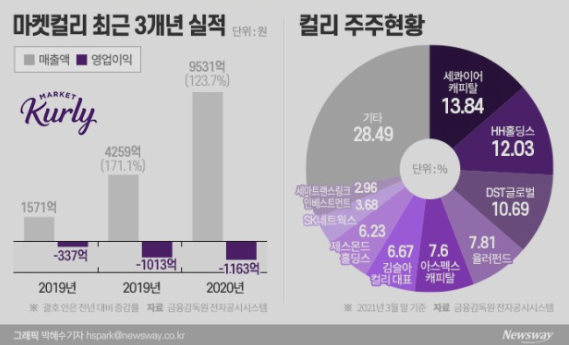 마켓컬리 최근 3개년 실적 단위 : 원
매출액 영업이익
MARKET
Kurly
1571억
4259억
(171.1%)
9531억
(123.7%)
-337억
-1013억
-1.163억
2019년
2019년
2020년
※ 괄호 안은 전년 대비 증감률 자료 금융감독원 전자공시시스템
컬리 주주현황
세콰이어
캐피탈
13.84
HH홀딩스
12.03
DST글로벌
10.69
7.81
율러펀드
7.6
아스펙스
캐피탈
6.67
김슬아
컬리 대표
6.23
제스몬드
홀딩스
3.68
SK네트웍스
2.96
세마트랜스링크
인베스트먼트
기타
28.49
단위 : %
※ 2021년 3월 말 기준 자료 금융감독원 전자공시시스템
그래픽 박혜수기자 hspark@newsway.co.kr
Newsway